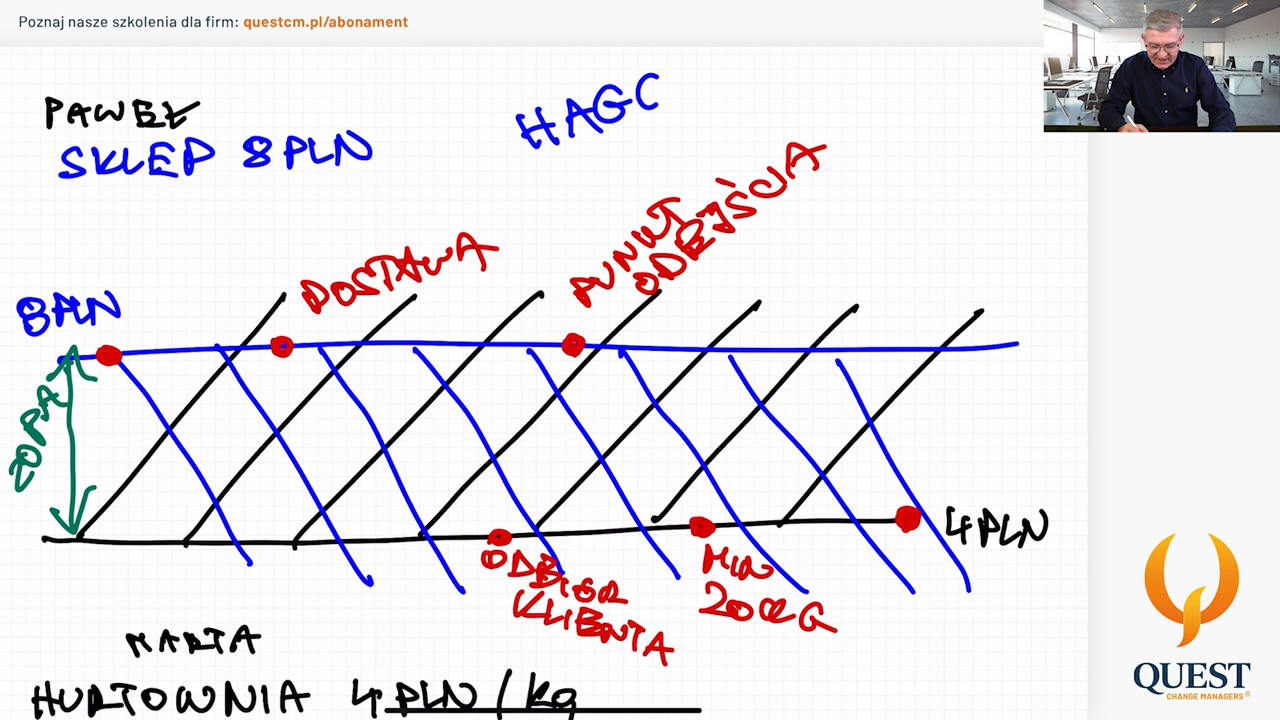 Poznaj nasze szkolenia dla firm: questcm.pl/abonament
PAWEŁ
SKLEP 8PLN
HAGC
DOSTAWA
PUNKT
ODEJŚCIA
8PLN
ZOPA
4PLN
ODBIÓR
KLIENTA
MIN
20KG
MARTA
HURTOWNIA 4PLN/kg
QUEST
CHANGE MANAGERS®